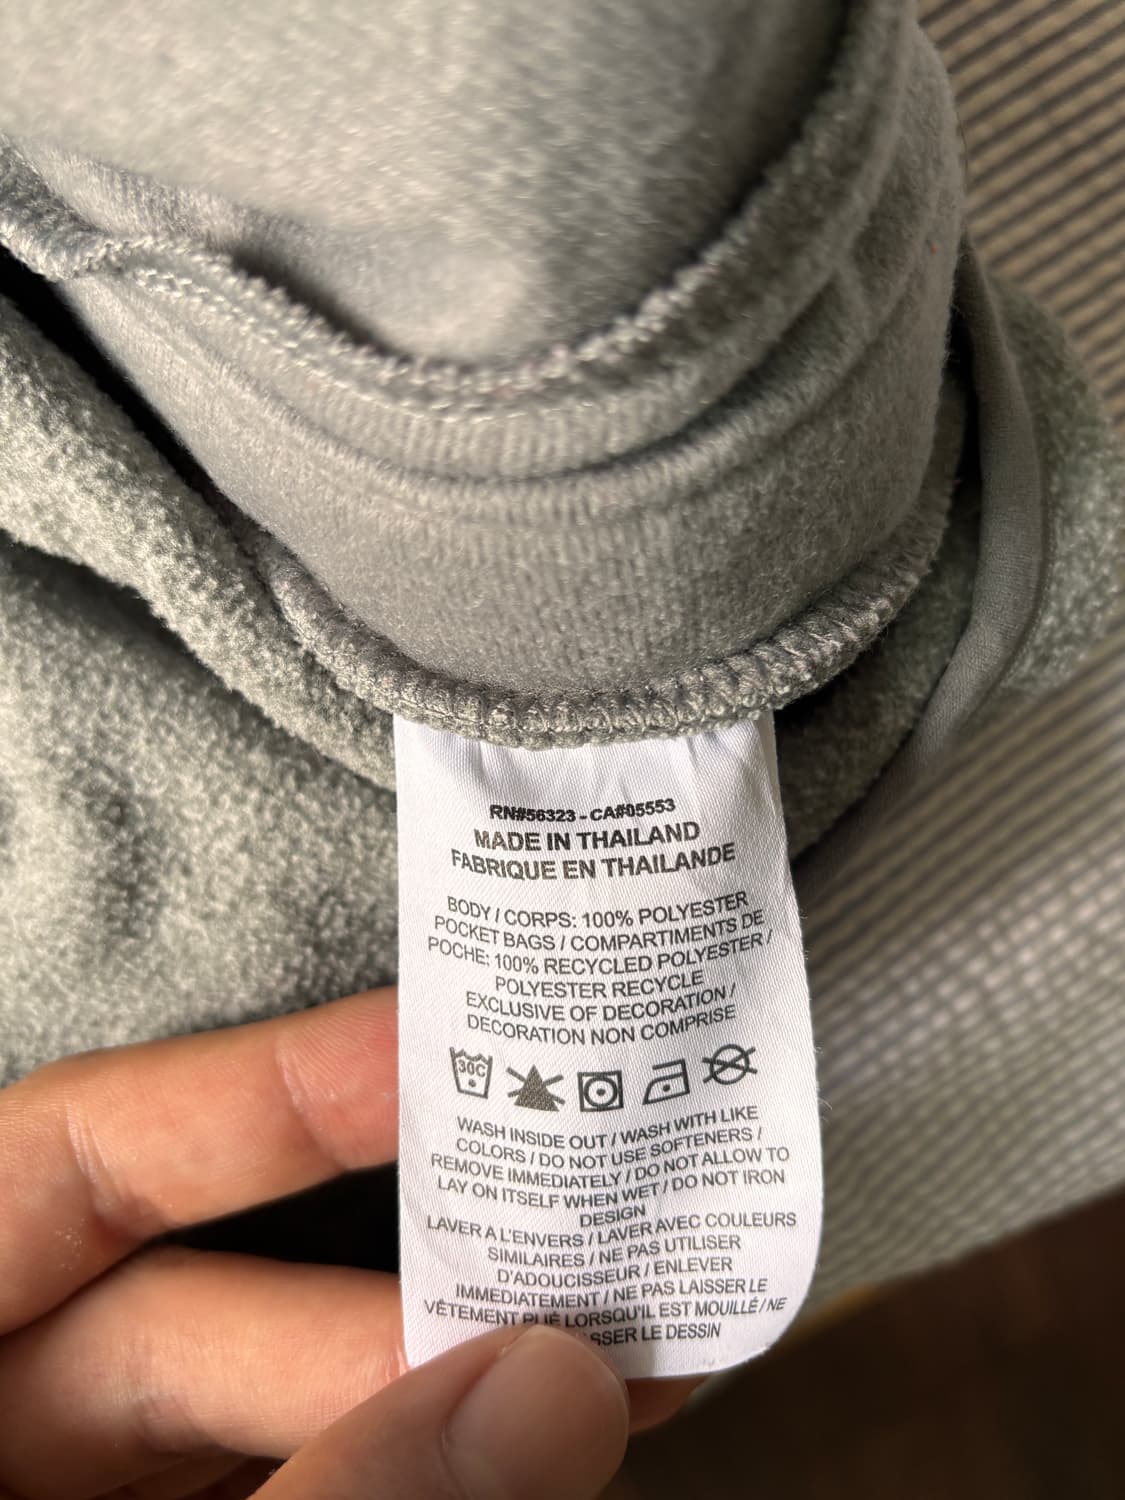 RN#56323 - CA#05553
MADE IN THAILAND
FABRIQUE EN THAILANDE
BODY / CORPS: 100% POLYESTER
POCKET BAGS / COMPARTIMENTS DE
POCHE: 100% RECYCLED POLYESTER /
POLYESTER RECYCLE
EXCLUSIVE OF DECORATION /
DECORATION NON COMPRISE
30C
WASH INSIDE OUT / WASH WITH LIKE
COLORS / DO NOT USE SOFTENERS /
REMOVE IMMEDIATELY / DO NOT ALLOW TO
LAY ON ITSELF WHEN WET / DO NOT IRON
DESIGN
LAVER A L'ENVERS / LAVER AVEC COULEURS
SIMILAIRES / NE PAS UTILISER
D'ADOUCISSEUR / ENLEVER
IMMEDIATEMENT / NE PAS LAISSER LE
VÊTEMENT PLIÉ LORSQU'IL EST MOUILLÉ / NE
LE DESSIN